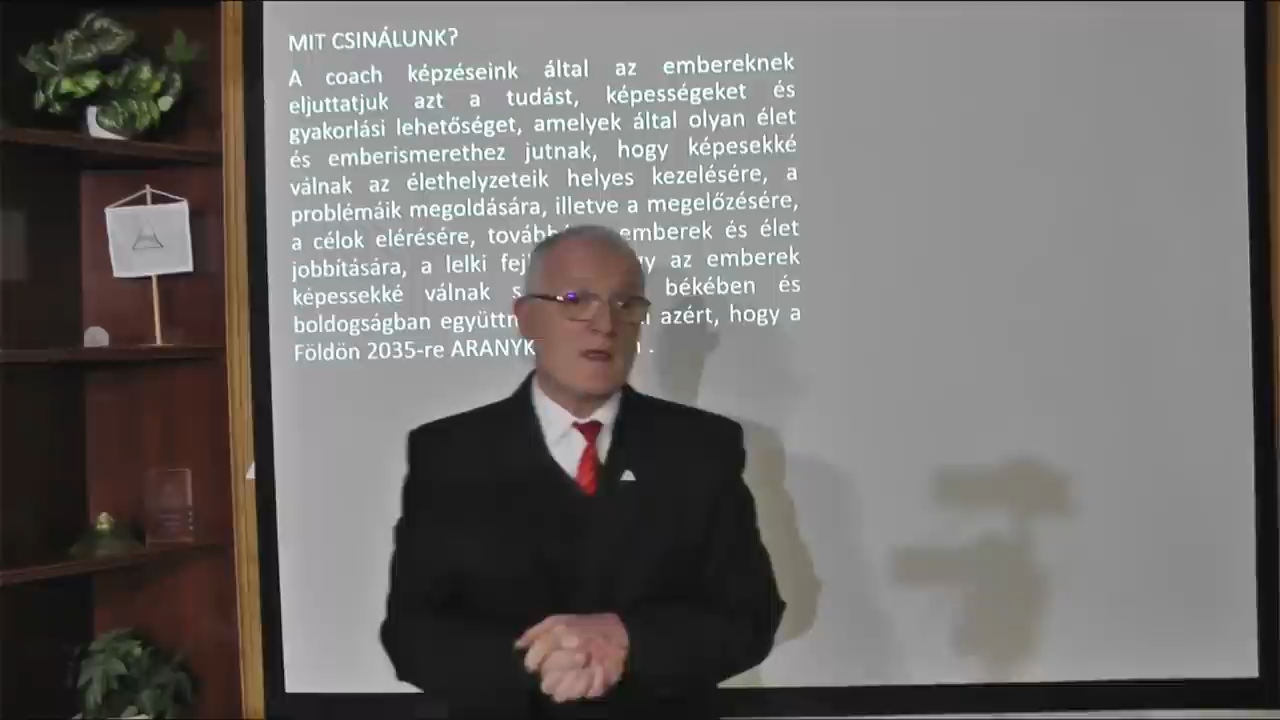 MIT CSINÁLUNK?
A coach képzéseink által az embereknek
eljuttatjuk azt a tudást, képességeket és
gyakorlási lehetőséget, amelyek által olyan élet
és emberismerethez jutnak, hogy képesekké
válnak az élethelyzeteik helyes kezelésére, a
problémáik megoldására, illetve a megelőzésére,
a célok elérésére, emberek és élet
jobbítására, a lelki az emberek
képessekké válnak békében és
boldogságban azért, hogy a
Földön 2035-re